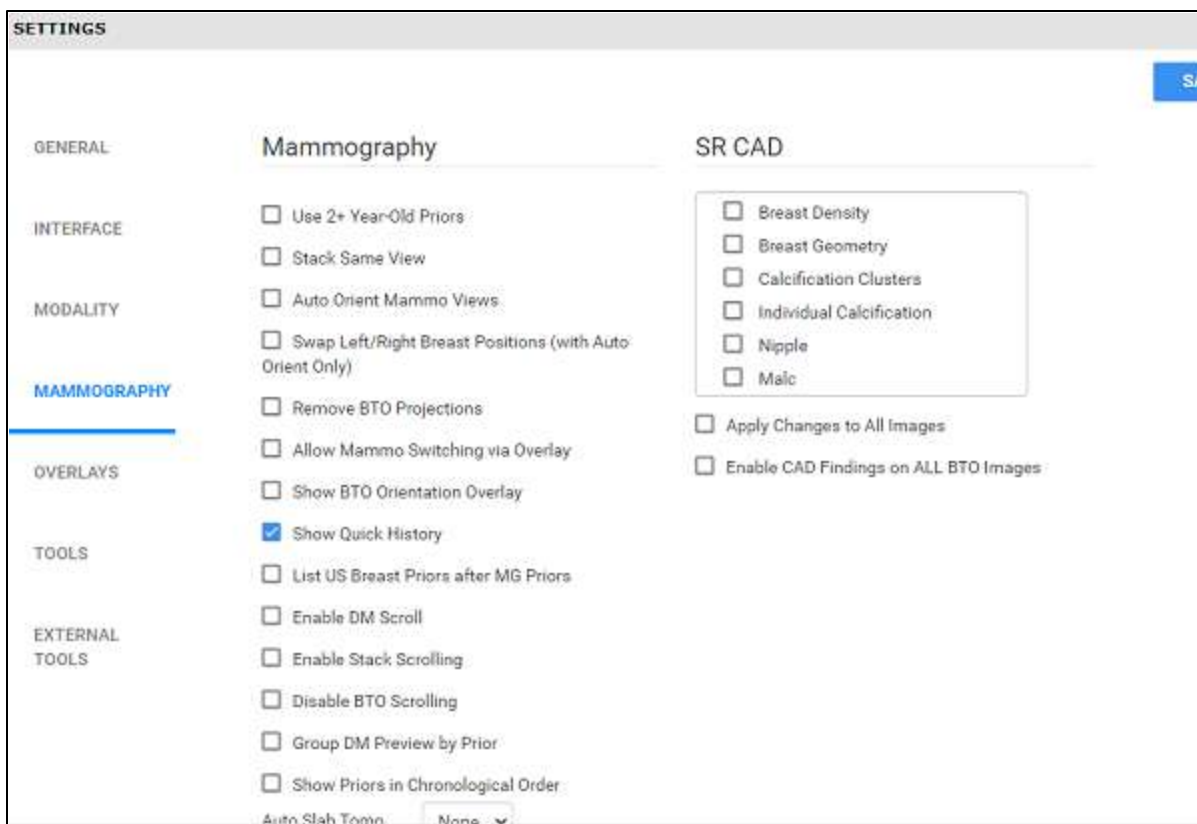 SETTINGS
SA
GENERAL
INTERFACE
MODALITY
MAMMOGRAPHY
OVERLAYS
TOOLS
EXTERNAL
TOOLS
Mammography
Use 2+ Year-Old Priors
Stack Same View
Auto Orient Mammo Views
Swap Left/Right Breast Positions (with Auto
Orient Only)
Remove BTO Projections
Allow Mammo Switching via Overlay
Show BTO Orientation Overlay
Show Quick History
List US Breast Priors after MG Priors
Enable DM Scroll
Enable Stack Scrolling
Disable BTO Scrolling
Group DM Preview by Prior
Show Priors in Chronological Order
Auto Slab Tomo
None
SR CAD
Breast Density
Breast Geometry
Calcification Clusters
Individual Calcification
Nipple
Malc
Apply Changes to All Images
Enable CAD Findings on ALL BTO Images